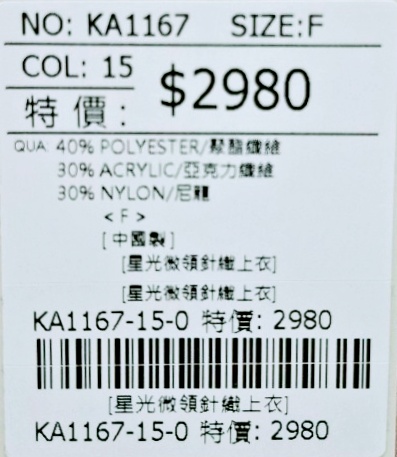 NO: KA1167 SIZE:F
COL: 15
$2980
特價:
QUA: 40% POLYESTER/聚酯纖維
30% ACRYLIC/亞克力纖維
30% NYLON/尼龍
< F >
[中國製]
[星光微領針織上衣]
[星光微領針織上衣]
KA1167-15-0 特價: 2980
[星光微領針織上衣]
KA1167-15-0 特價: 2980